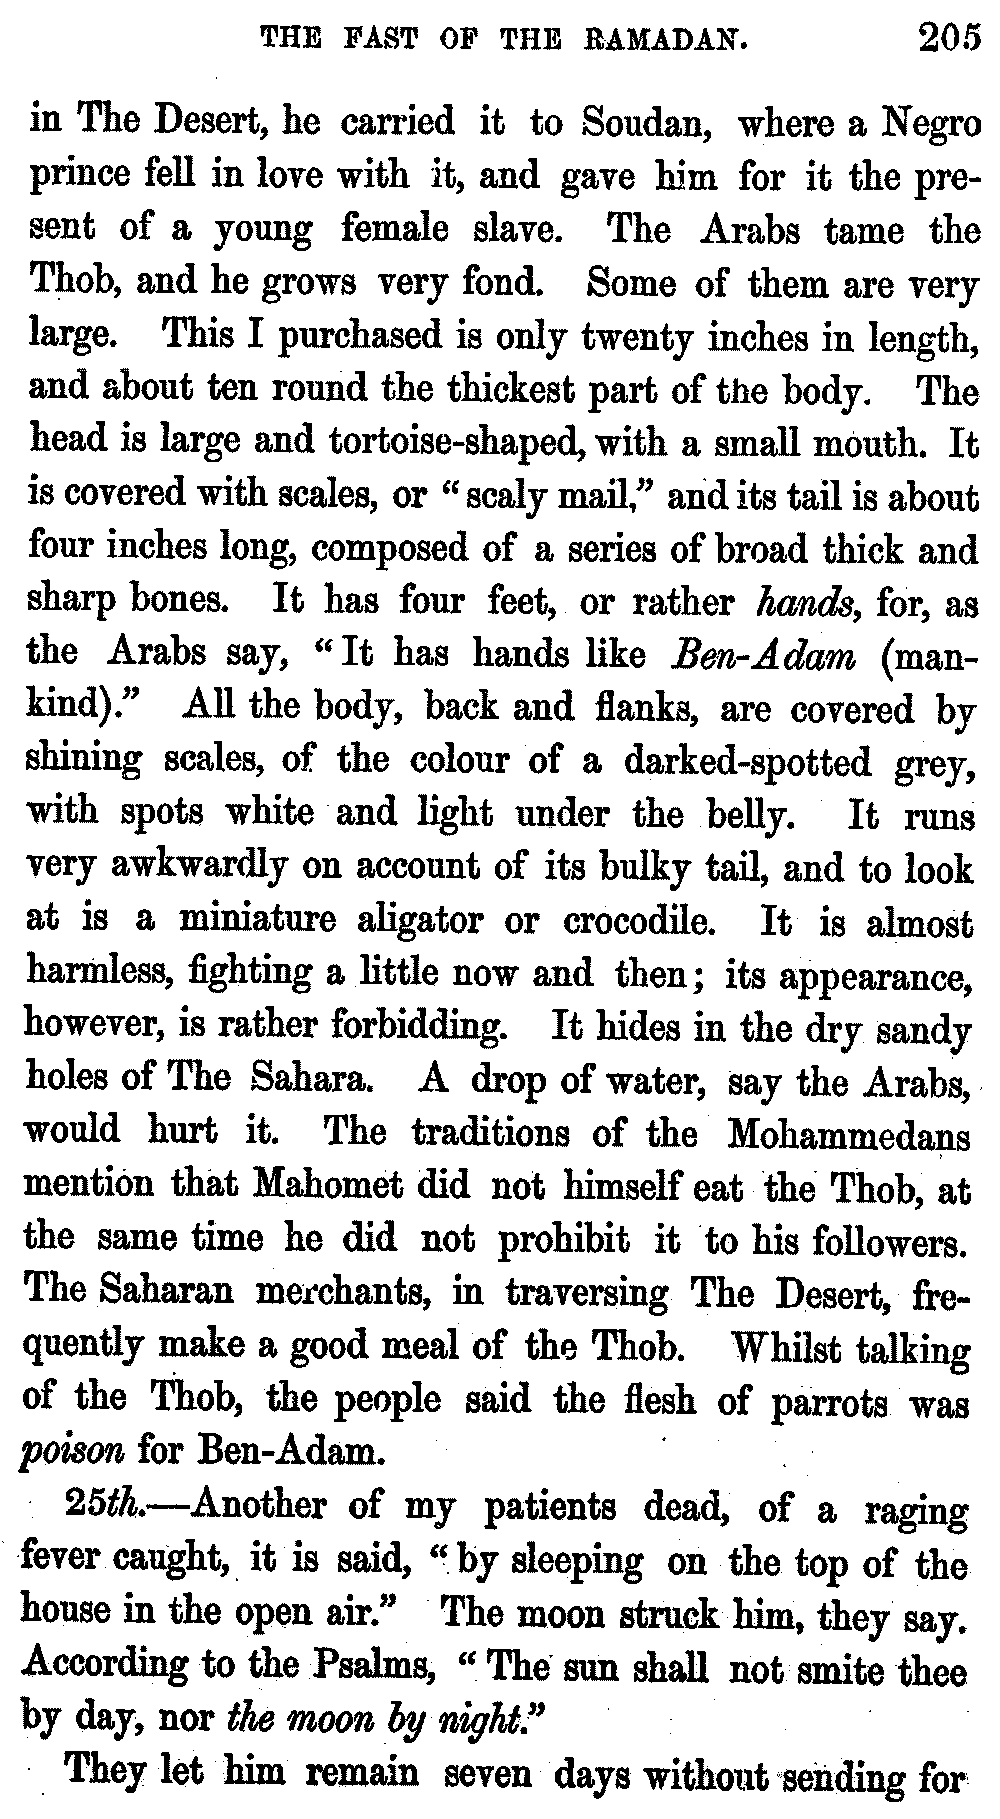 THE FAST OF THE RAMADAN. 205
in The Desert, he carried it to Soudan, where a Negro
prince fell in love with it, and gave him for it the pre-
sent of a young female slave. The Arabs tame the
Thob, and he grows very fond. Some of them are very
large. This I purchased is only twenty inches in length,
and about ten round the thickest part of the body. The
head is large and tortoise-shaped, with a small mouth. It
is covered with scales, or “scaly mail,” and its tail is about
four inches long, composed of a series of broad thick and
sharp bones. It has four feet, or rather hands, for, as
the Arabs say, “It has hands like Ben-Adam (man-
kind).” All the body, back and flanks, are covered by
shining scales, of the colour of a darked-spotted grey,
with spots white and light under the belly. It runs
very awkwardly on account of its bulky tail, and to look
at is a miniature aligator or crocodile. It is almost
harmless, fighting a little now and then; its appearance,
however, is rather forbidding. It hides in the dry sandy
holes of The Sahara. A drop of water, say the Arabs,
would hurt it. The traditions of the Mohammedans
mention that Mahomet did not himself eat the Thob, at
the same time he did not prohibit it to his followers.
The Saharan merchants, in traversing The Desert, fre-
quently make a good meal of the Thob. Whilst talking
of the Thob, the people said the flesh of parrots was
poison for Ben-Adam.
25th.—Another of my patients dead, of a raging
fever caught, it is said, “by sleeping on the top of the
house in the open air.” The moon struck him, they say.
According to the Psalms, “The sun shall not smite thee
by day, nor the moon by night.”
They let him remain seven days without sending for